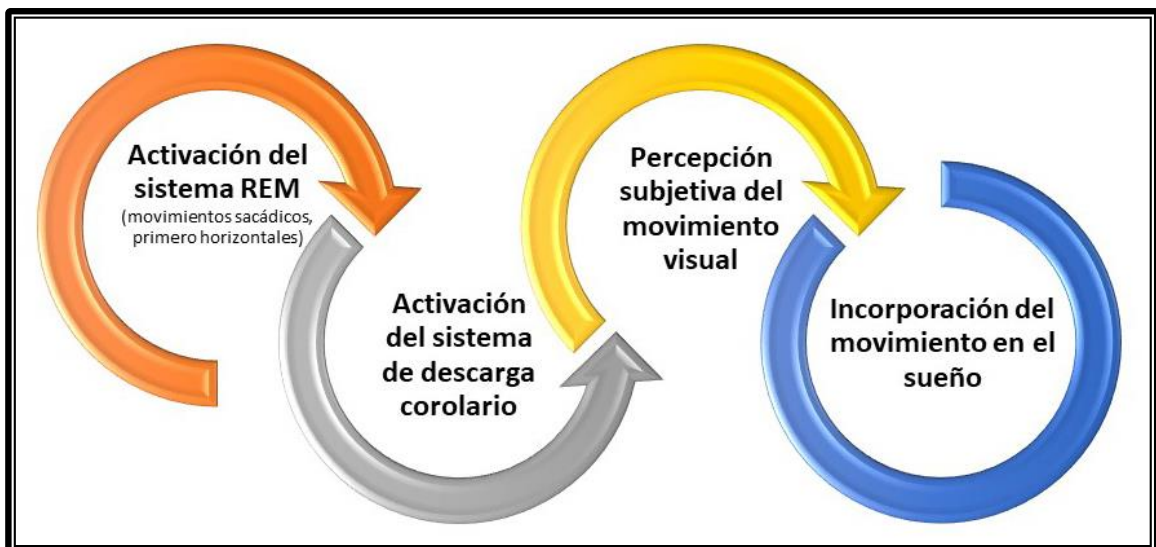 Activación del
sistema REM
(movimientos sacádicos,
primero horizontales)
Activación
del sistema
de descarga
corolario
Percepción
subjetiva del
movimiento
visual
Incorporación del
movimiento en el
sueño